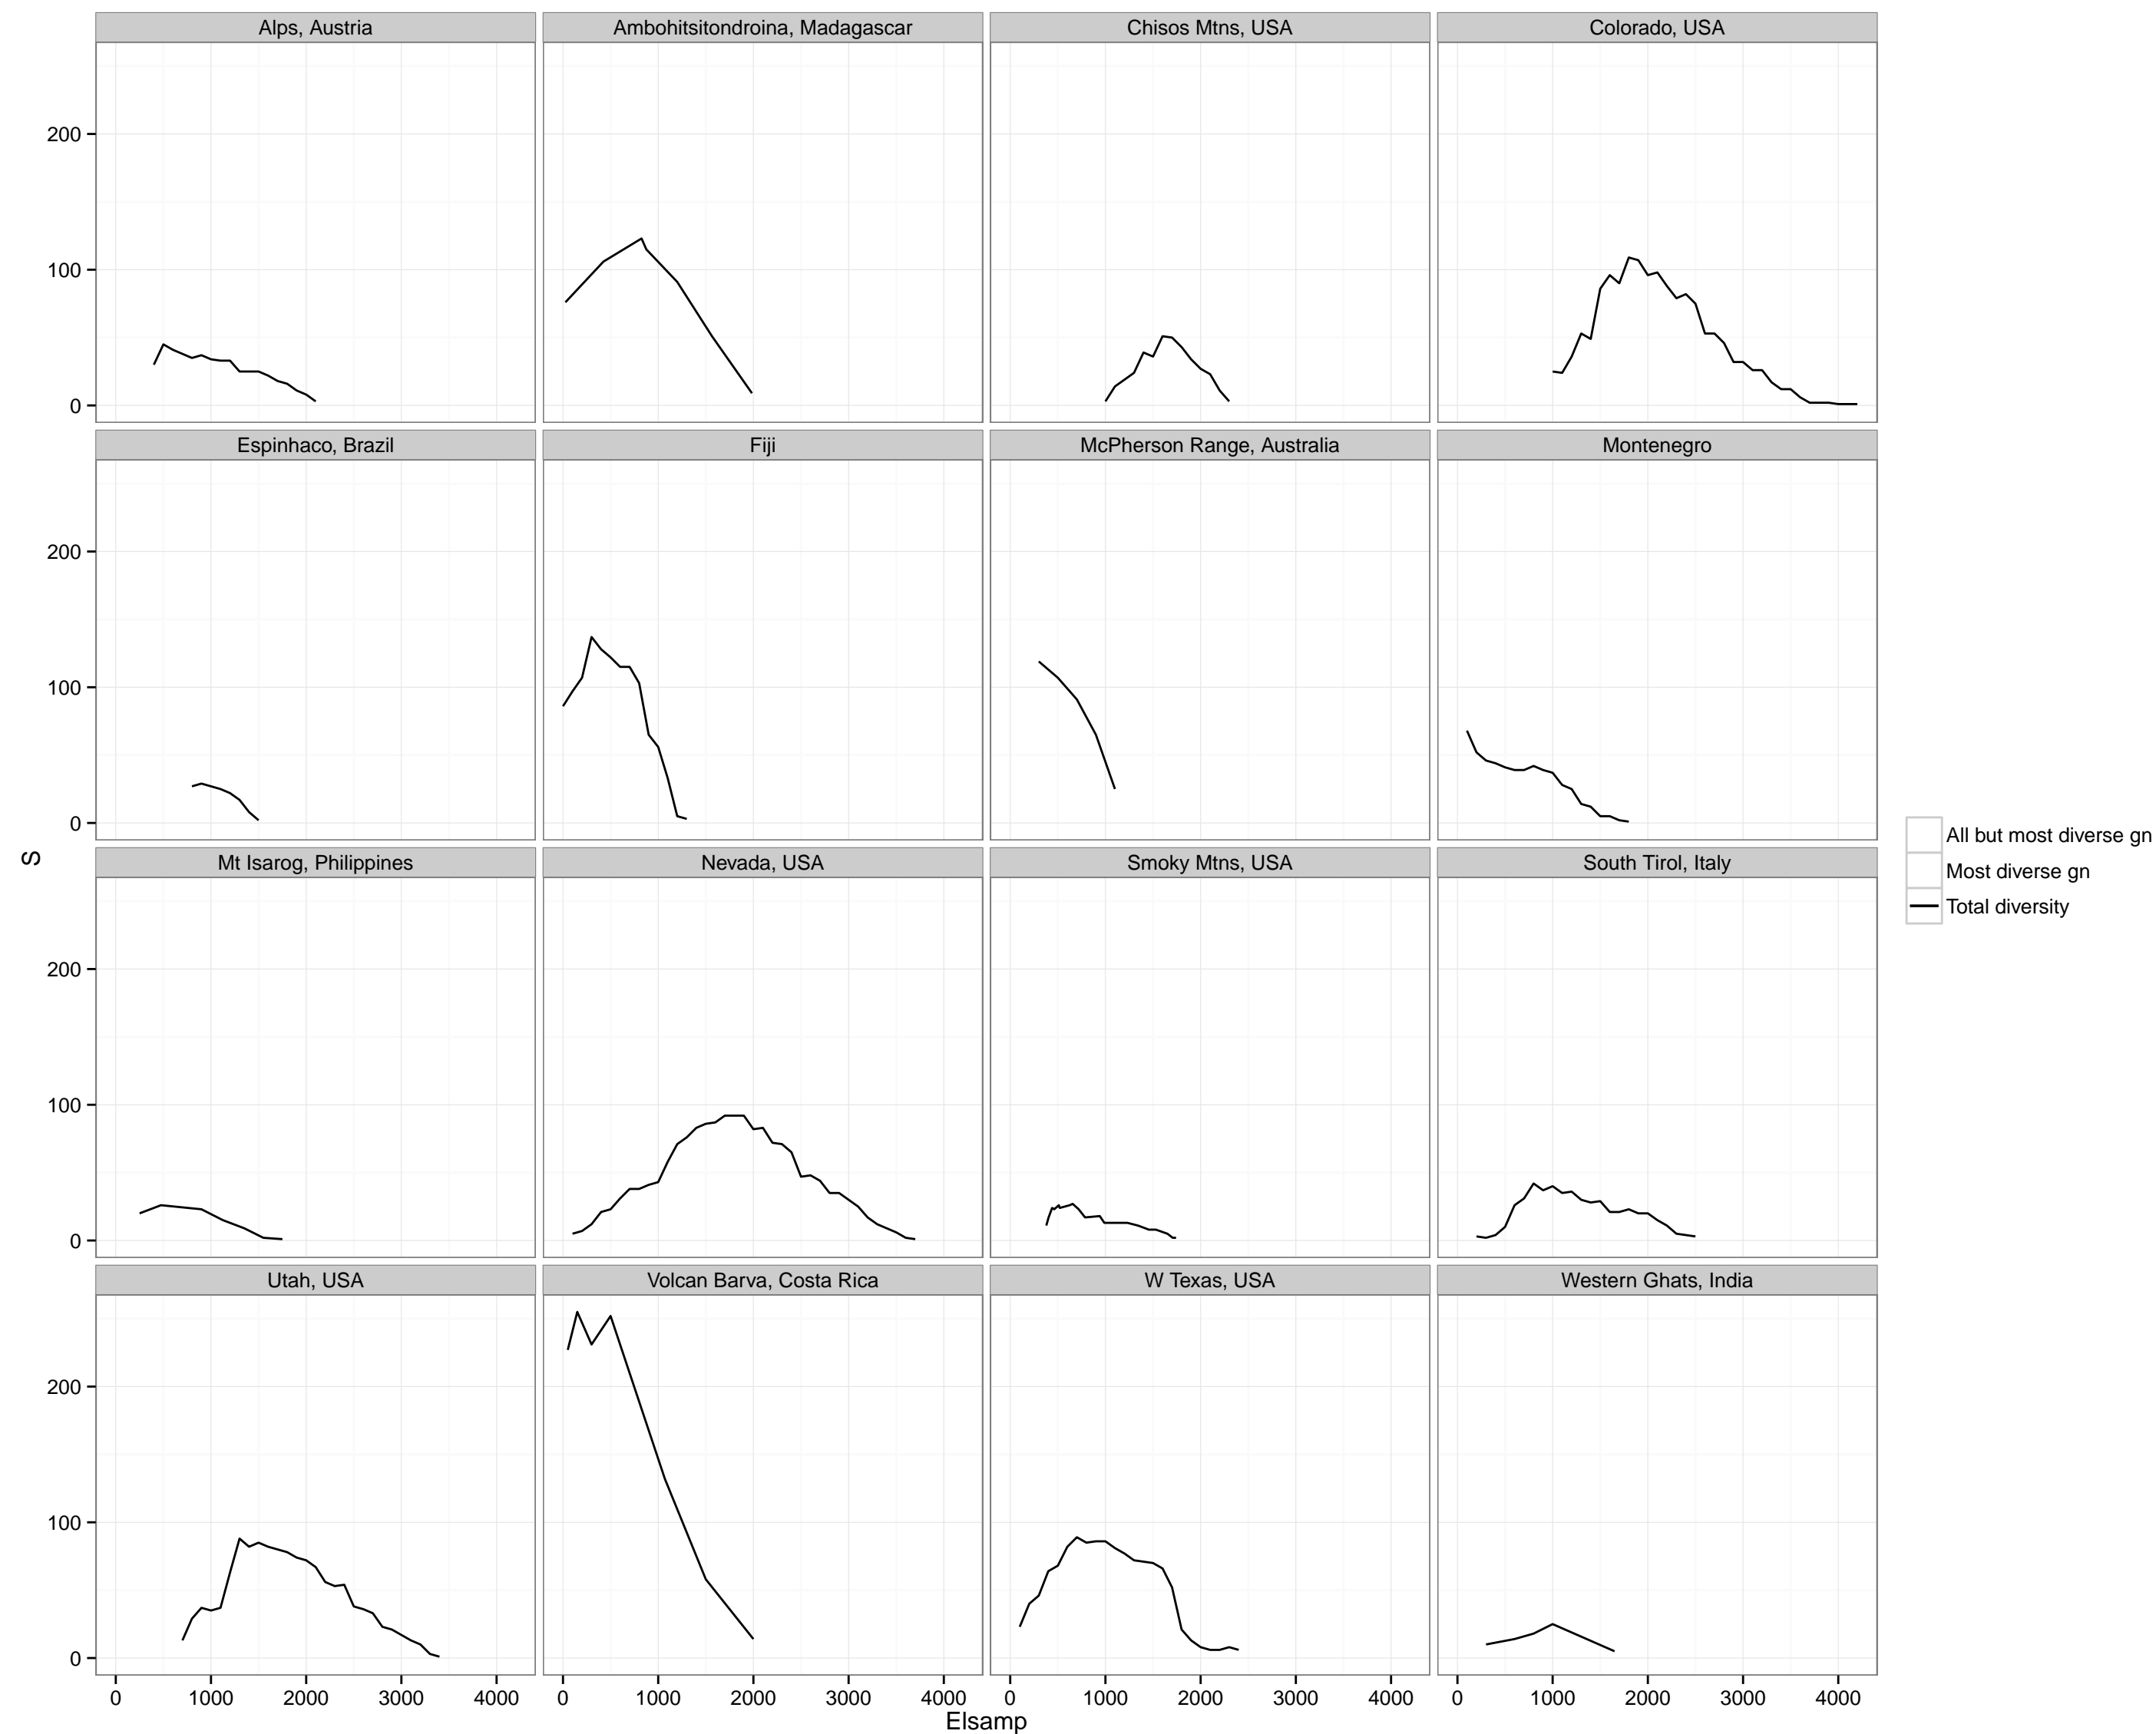 Alps, Austria
Ambohitsitondroina, Madagascar
Chisos Mtns, USA
Colorado, USA
200
100
0
Espinhaco, Brazil
Fiji
McPherson Range, Australia
Montenegro
200
100
0
S
Mt Isarog, Philippines
Nevada, USA
Smoky Mtns, USA
South Tirol, Italy
200
100
0
Utah, USA
Volcan Barva, Costa Rica
W Texas, USA
Western Ghats, India
200
100
0
0 1000 2000 3000 4000
0 1000 2000 3000 4000
0 1000 2000 3000 4000
0 1000 2000 3000 4000
Elsamp
All but most diverse gn
Most diverse gn
Total diversity